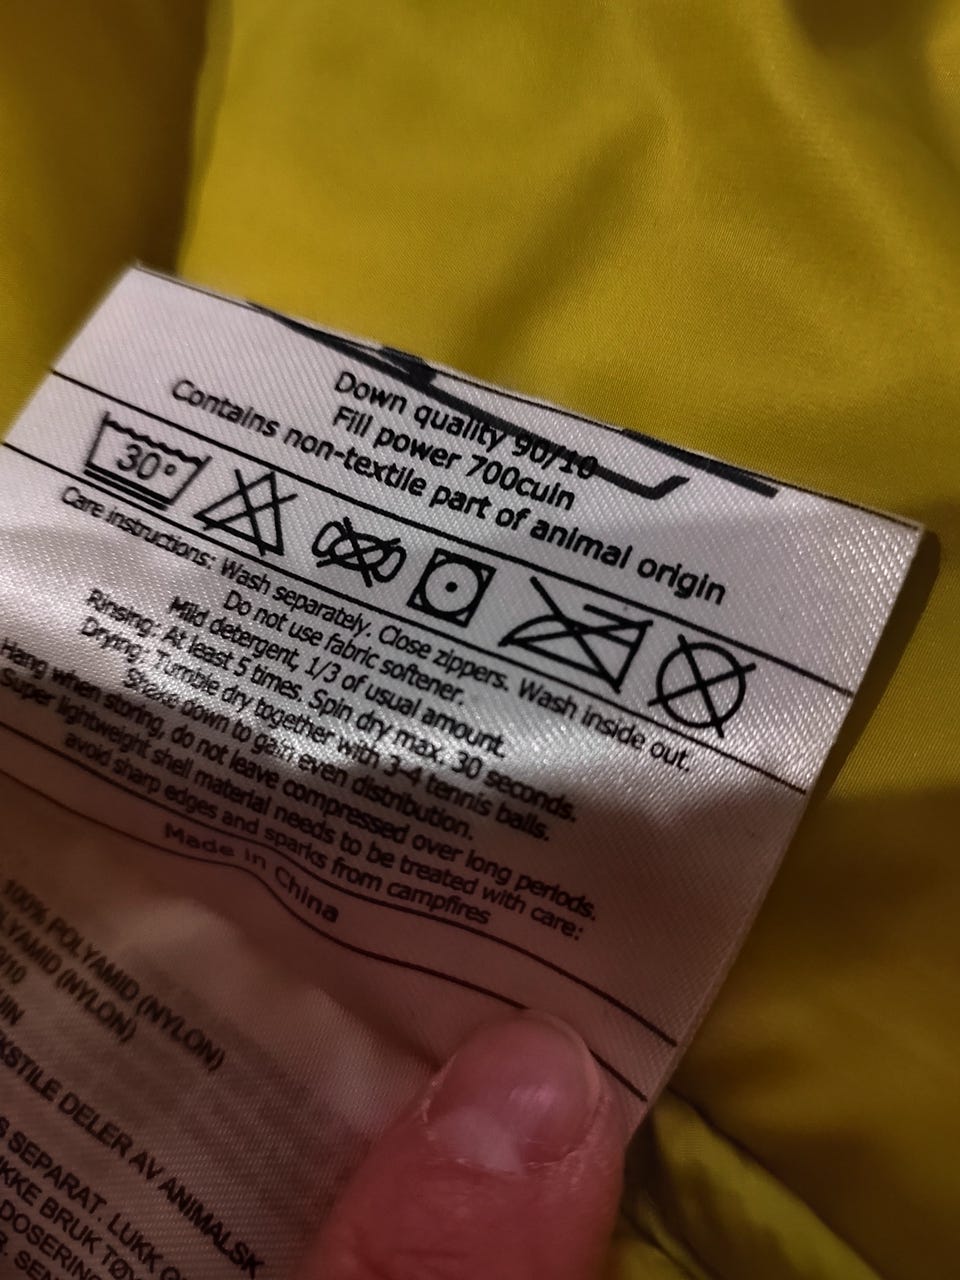 Down quality 90/10
Fill power 700cuin
Contains non-textile part of animal origin
30°
Care instructions: Wash separately. Close zippers. Wash inside out.
Do not use fabric softener.
Mild detergent, 1/3 of usual amount.
Rinsing: At least 5 times. Spin dry max. 30 seconds.
Drying: Tumble dry together with 3-4 tennis balls.
Shake down to gain even distribution.
Hang when storing, do not leave compressed over long periods.
Super lightweight shell material needs to be treated with care:
avoid sharp edges and sparks from campfires
Made in China
100% POLYAMID (NYLON)
POLYAMID (NYLON)
DELER AV ANIMALSK
SEPARAT. LUKK
BRUK